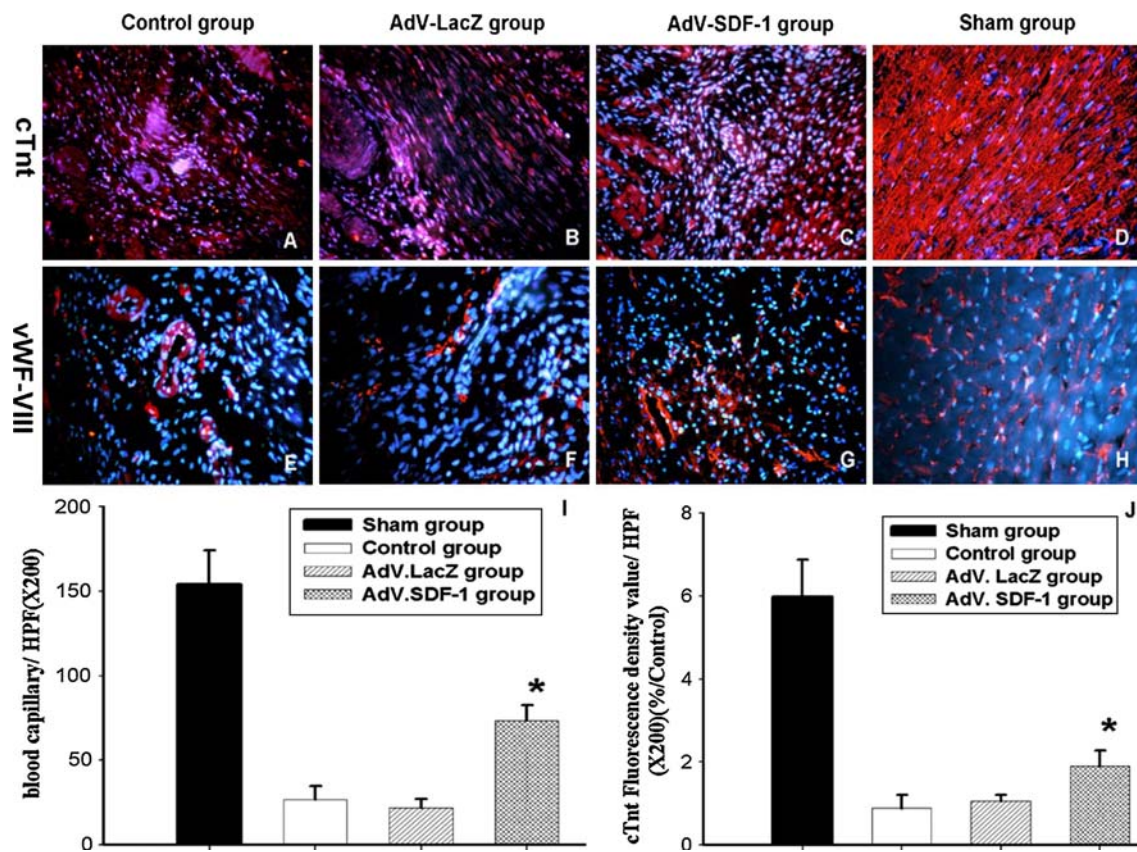 Control group
AdV-LacZ group
AdV-SDF-1 group
Sham group
cTnt
A
B
C
D
vWF-VIII
E
F
G
H
I
blood capillary/ HPF(X200)
200
150
100
50
0
Sham group
Control group
AdV.LacZ group
AdV.SDF-1 group
*
J
cTnt Fluorescence density value/ HPF
(X200)(%/Control)
8
6
4
2
0
Sham group
Control group
AdV. LacZ group
AdV. SDF-1 group
*